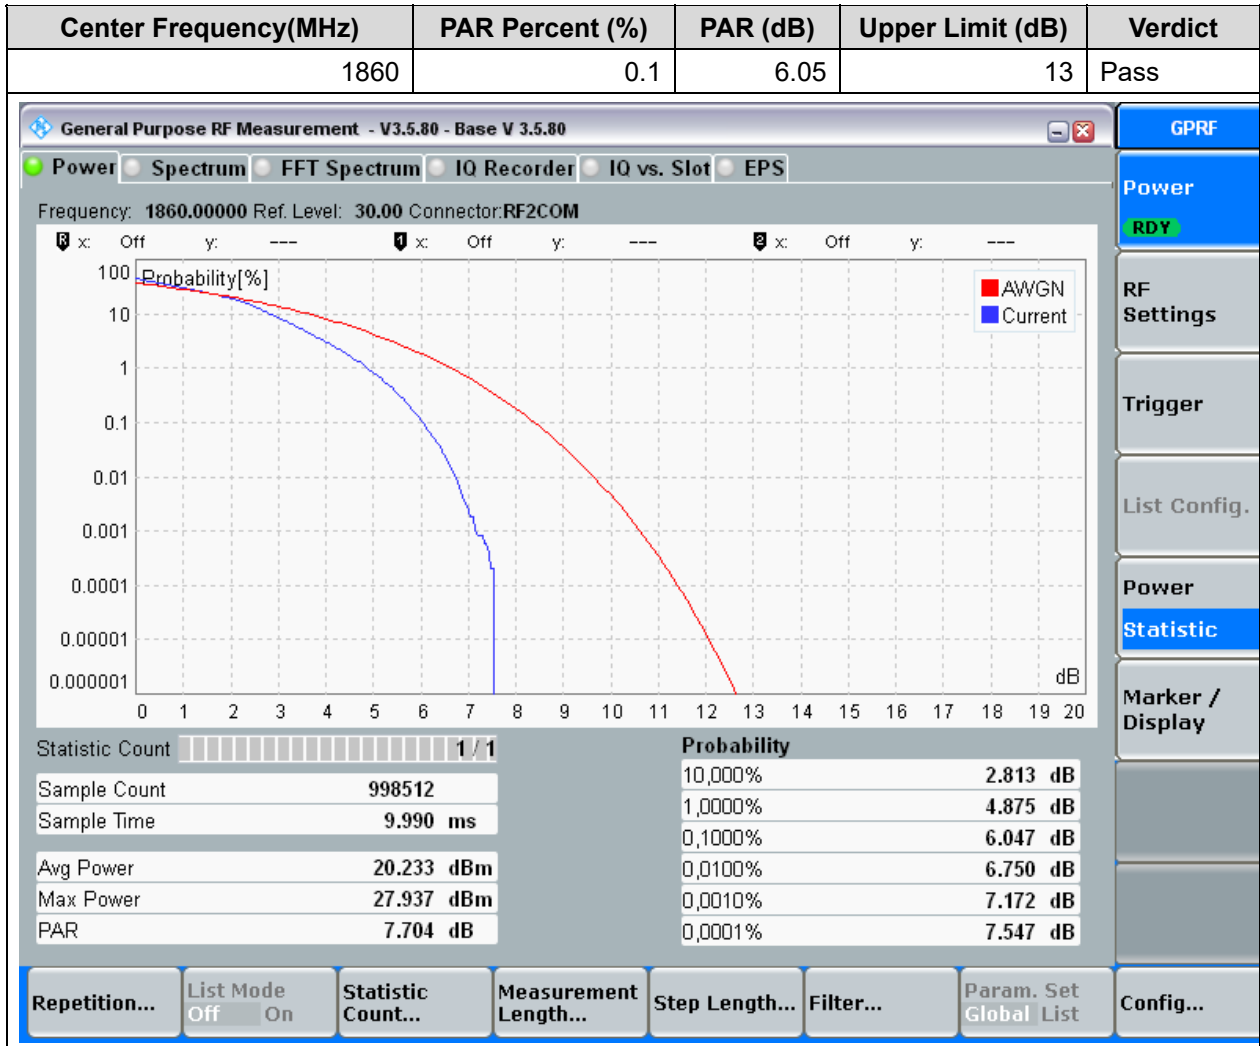 Center Frequency(MHz) PAR Percent (%) PAR (dB) Upper Limit (dB) Verdict
1860 0.1 6.05 13 Pass
General Purpose RF Measurement - V3.5.80 - Base V 3.5.80
GPRF
Power Spectrum FFT Spectrum IQ Recorder IQ vs. Slot EPS
Power
RDY
Frequency: 1860.00000 Ref. Level: 30.00 Connector:RF2COM
R x: Off y: --- 1 x: Off y: --- 2 x: Off y: ---
100 Probability[%]
AWGN
Current
10
1
0.1
0.01
0.001
0.0001
0.00001
0.000001
dB
0 1 2 3 4 5 6 7 8 9 10 11 12 13 14 15 16 17 18 19 20
RF
Settings
Trigger
List Config.
Power
Statistic
Marker /
Display
Statistic Count 1 / 1
Sample Count 998512
Sample Time 9.990 ms
Avg Power 20.233 dBm
Max Power 27.937 dBm
PAR 7.704 dB
Probability
10,000% 2.813 dB
1,0000% 4.875 dB
0,1000% 6.047 dB
0,0100% 6.750 dB
0,0010% 7.172 dB
0,0001% 7.547 dB
Repetition...
List Mode
Off On
Statistic
Count...
Measurement
Length...
Step Length...
Filter...
Param. Set
Global List
Config...